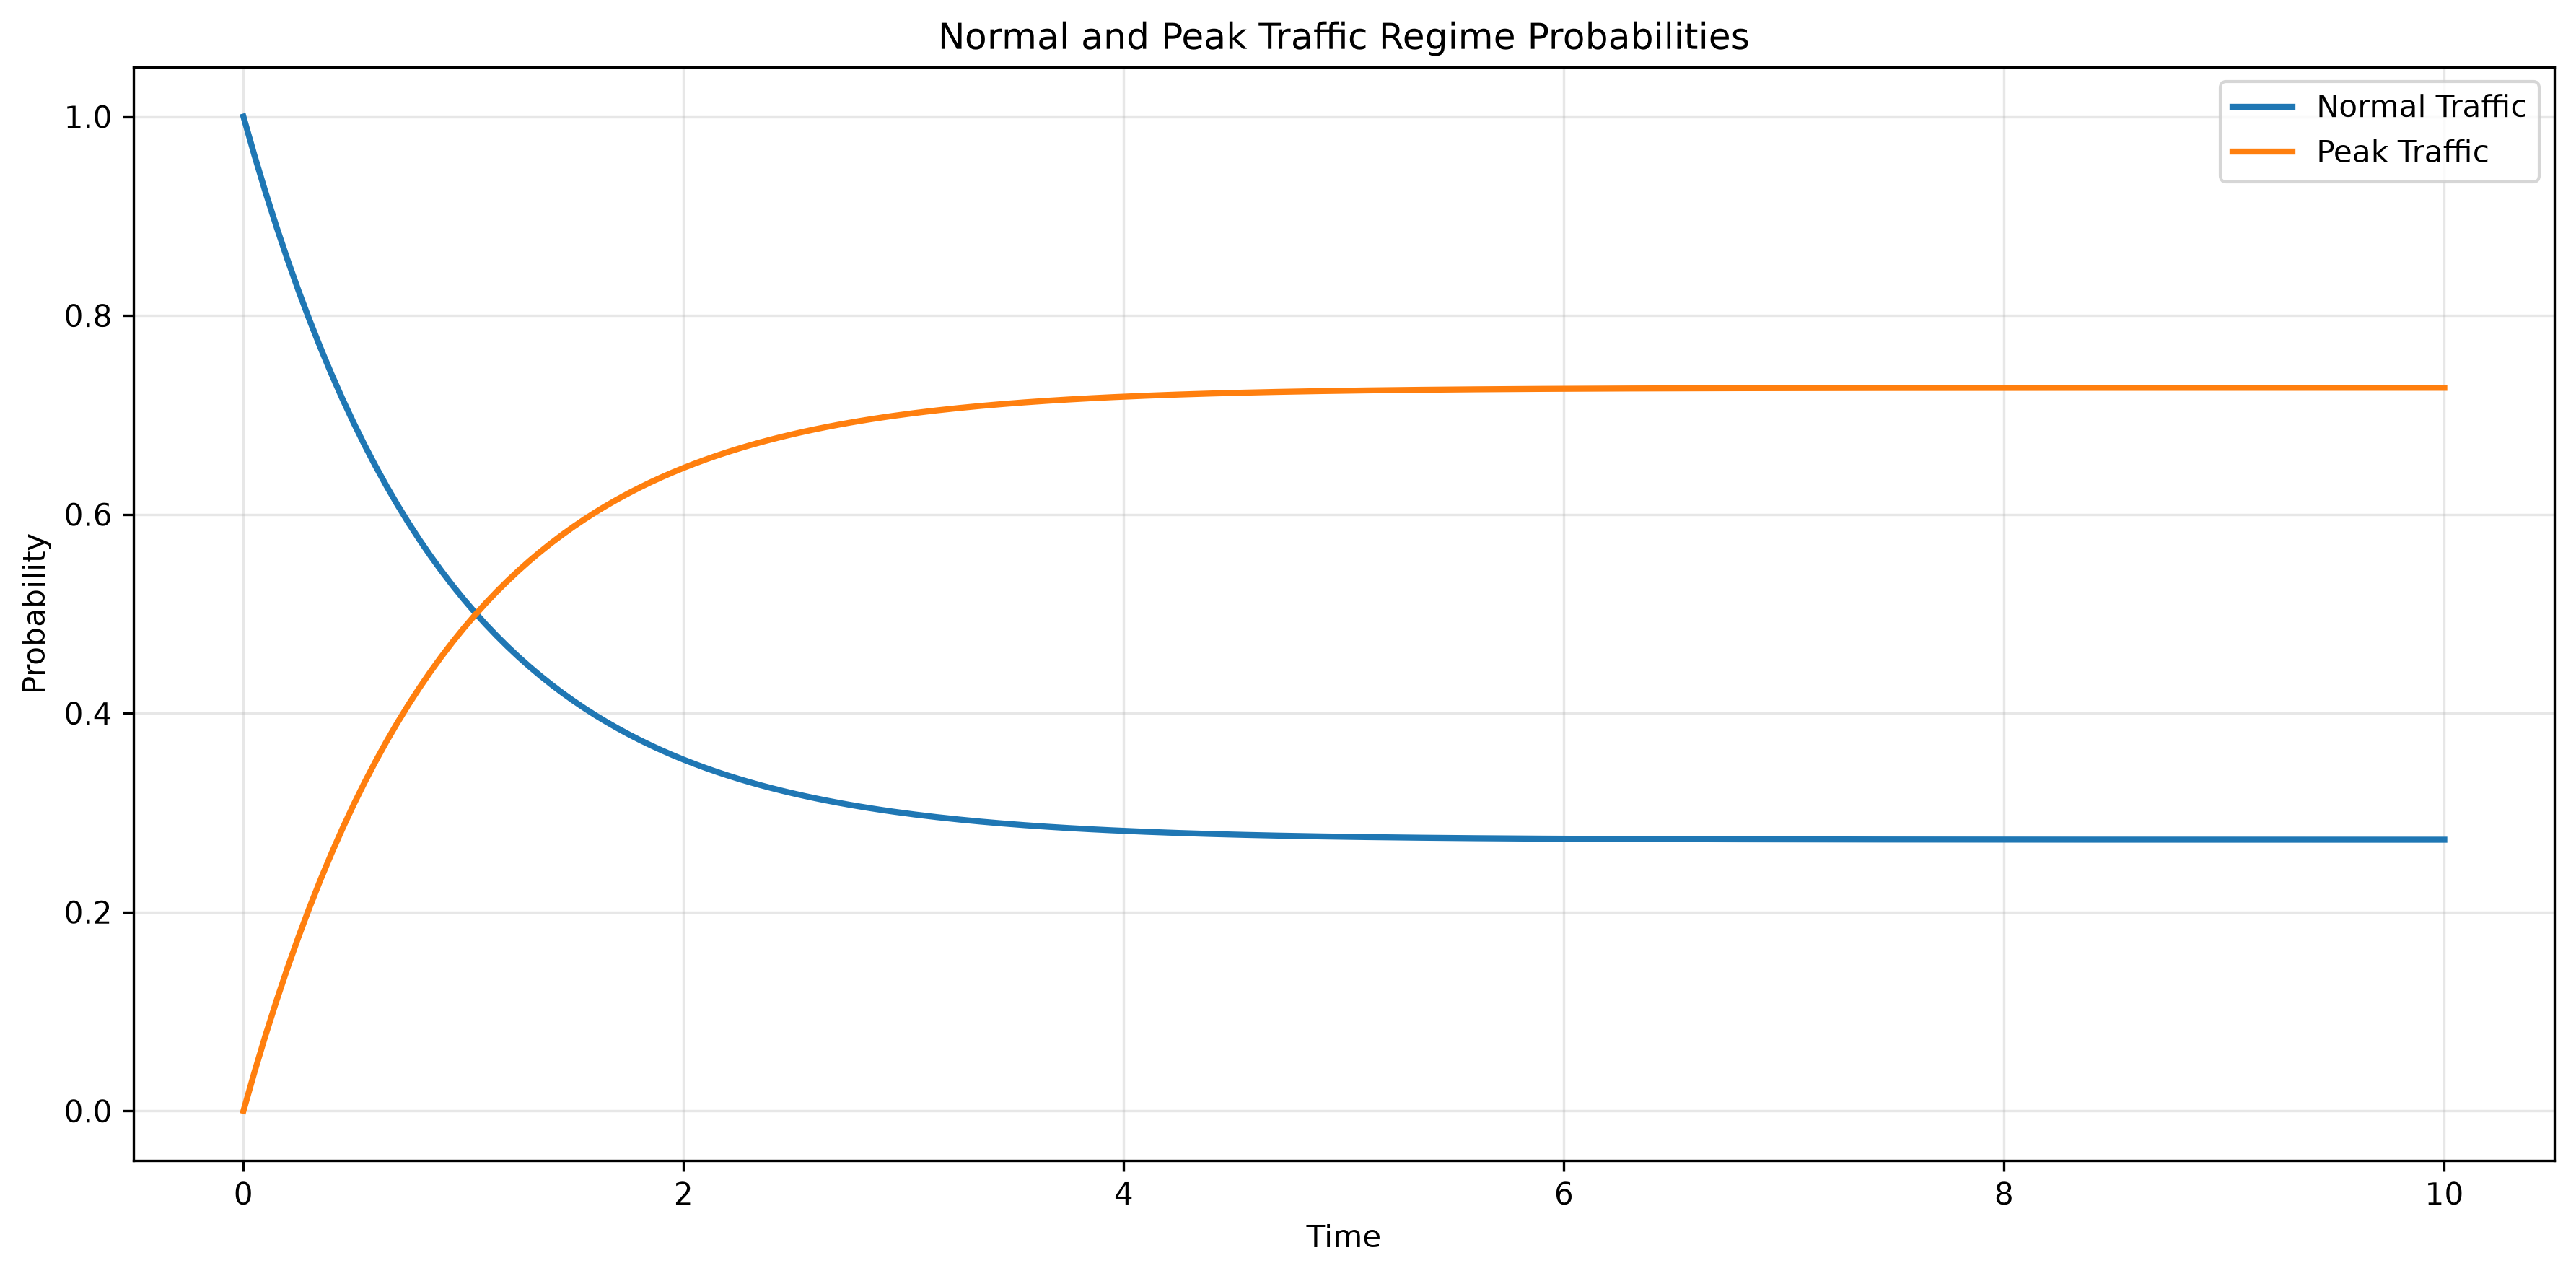 Normal and Peak Traffic Regime Probabilities
Normal Traffic
Peak Traffic
Probability
1.0
0.8
0.6
0.4
0.2
0.0
0 2 4 6 8 10
Time